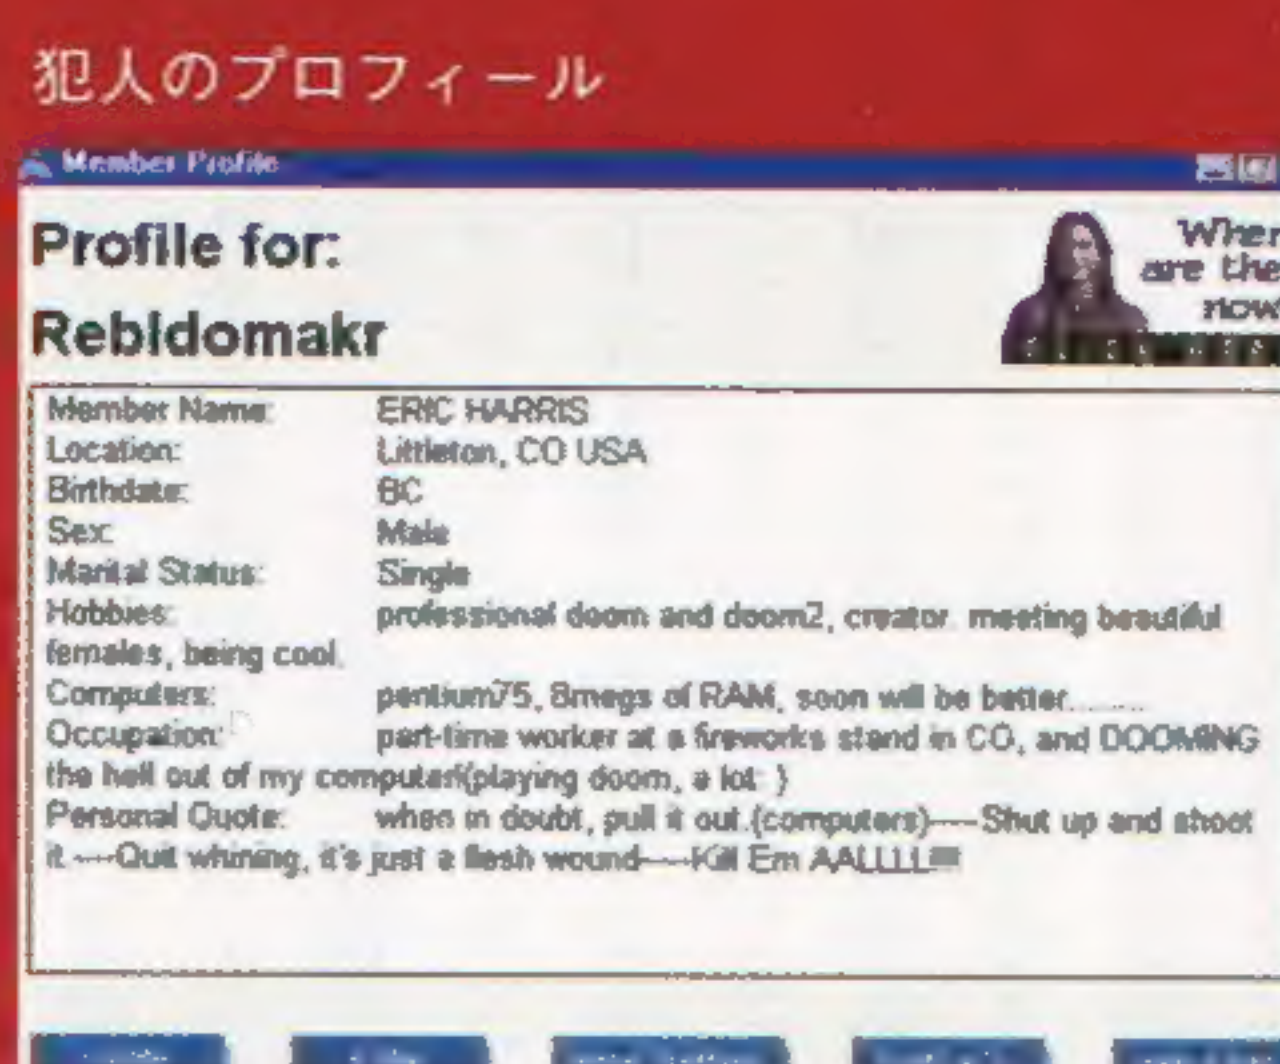 犯人のプロフィール
Member Profile
Profile for:
Rebldomakr
Wher
are the
now
Member Name: ERIC HARRIS
Location: Littleton, CO USA
Birthdate: BC
Sex: Male
Marital Status: Single
Hobbies: professional doom and doom2, creator. meeting beautiful
females, being cool.
Computers: pentium75, 8megs of RAM, soon will be better........
Occupation: part-time worker at a fireworks stand in CO, and DOOMING
the hell out of my computer!(playing doom, a lot: )
Personal Quote: when in doubt, pull it out.(computers)----Shut up and shoot
it.----Quit whining, it's just a flesh wound----Kill Em AALLLL!!!!